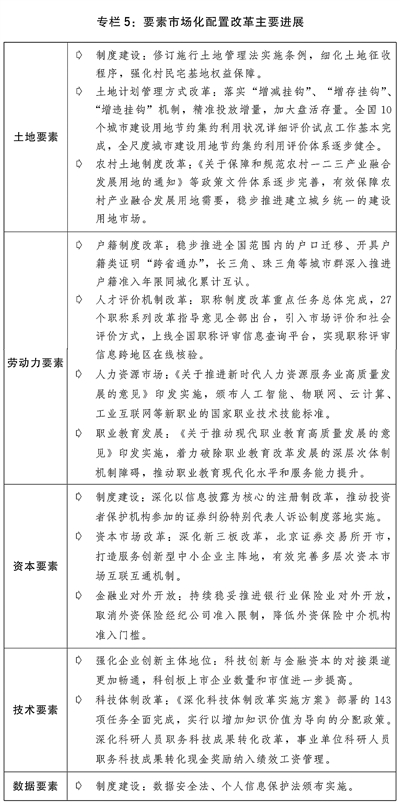 专栏5：要素市场化配置改革主要进展
土地要素
➪ 制度建设：修订施行土地管理法实施条例，细化土地征收
程序，强化村民宅基地权益保障。
➪ 土地计划管理方式改革：落实“增减挂钩”、“增存挂钩”、
“增违挂钩”机制，精准投放增量，加大盘活存量。全国10
个城市建设用地节约集约利用状况详细评价试点工作基本完
成，全尺度城市建设用地节约集约利用评价体系逐步健全。
➪ 农村土地制度改革：《关于保障和规范农村一二三产业融合
发展用地的通知》等政策文件体系逐步完善，有效保障农
村产业融合发展用地需要，稳步推进建立城乡统一的建设
用地市场。
劳动力要素
➪ 户籍制度改革：稳步推进全国范围内的户口迁移、开具户
籍类证明“跨省通办”，长三角、珠三角等城市群深入推进
户籍准入年限同城化累计互认。
➪ 人才评价机制改革：职称制度改革重点任务总体完成，27
个职称系列改革指导意见全部出台，引入市场评价和社会
评价方式，上线全国职称评审信息查询平台，实现职称评审
信息跨地区在线核验。
➪ 人力资源市场：《关于推进新时代人力资源服务业高质量发
展的意见》印发实施，颁布人工智能、物联网、云计算、
工业互联网等新职业的国家职业技术技能标准。
➪ 职业教育发展：《关于推动现代职业教育高质量发展的意
见》印发实施，着力破除职业教育改革发展的深层次体制
机制障碍，推动职业教育现代化水平和服务能力提升。
资本要素
➪ 制度建设：深化以信息披露为核心的注册制改革，推动投资
者保护机构参加的证券纠纷特别代表人诉讼制度落地实施。
➪ 资本市场改革：深化新三板改革，北京证券交易所开市，
打造服务创新型中小企业主阵地，有效完善多层次资本市
场互联互通机制。
➪ 金融业对外开放：持续稳妥推进银行业保险业对外开放，
取消外资保险经纪公司准入限制，降低外资保险中介机构
准入门槛。
技术要素
➪ 强化企业创新主体地位：科技创新与金融资本的对接渠道
更加畅通，科创板上市企业数量和市值进一步提高。
➪ 科技体制改革：《深化科技体制改革实施方案》部署的143
项任务全面完成，实行以增加知识价值为导向的分配政策。
深化科研人员职务科技成果转化改革，事业单位科研人员
职务科技成果转化现金奖励纳入绩效工资管理。
数据要素
➪ 制度建设：数据安全法、个人信息保护法颁布实施。